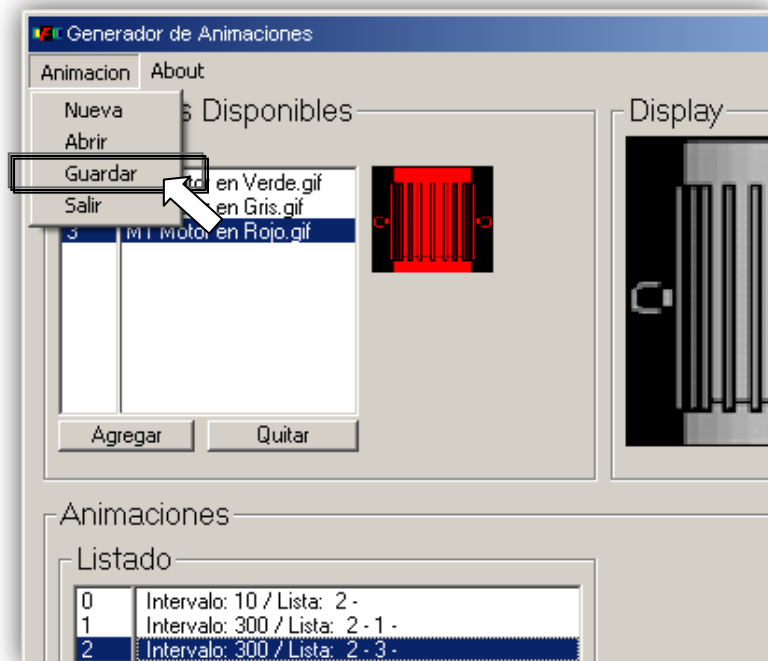 Generador de Animaciones
Animacion About
Nueva
Abrir
Guardar
Salir
s Disponibles
or en Verde.gif
en Gris.gif
3 M1 Motor en Rojo.gif
Agregar Quitar
Display
Animaciones
Listado
0 Intervalo: 10 / Lista: 2 -
1 Intervalo: 300 / Lista: 2 - 1 -
2 Intervalo: 300 / Lista: 2 - 3 -